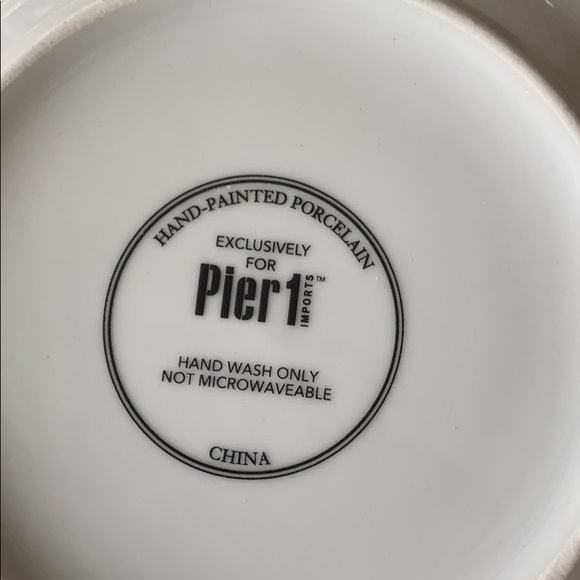 HAND-PAINTED PORCELAIN
EXCLUSIVELY
FOR
Pier 1 IMPORTS™
HAND WASH ONLY
NOT MICROWAVEABLE
CHINA